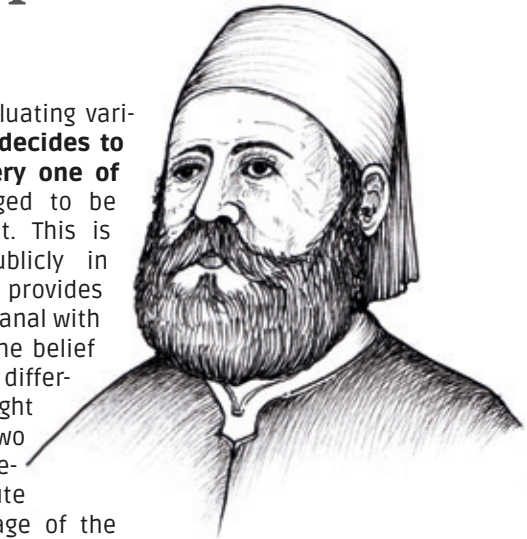 luating vari-
decides to
ery one of
ged to be
t. This is
ublicly in
provides
anal with
ne belief
differ-
ght
wo
e-
ute
age of the